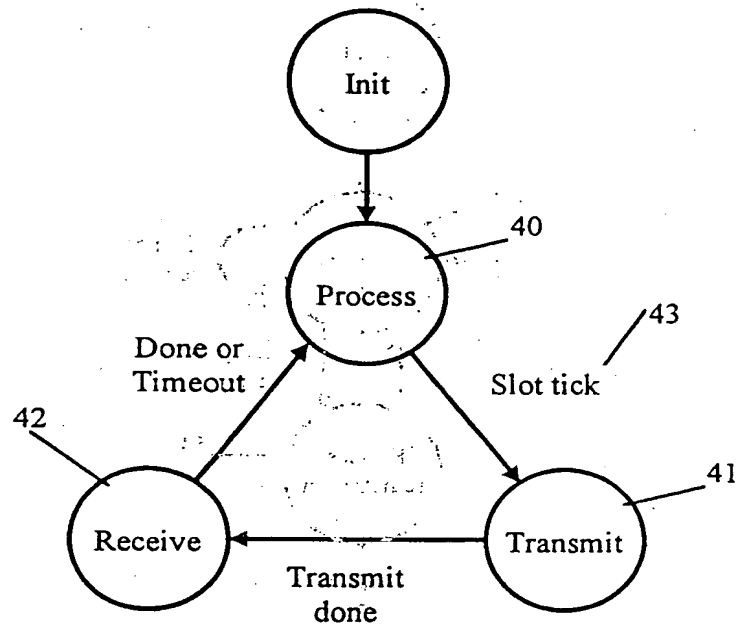 Init
40
Process
43
Done or
Timeout
Slot tick
42
41
Receive
Transmit
Transmit
done